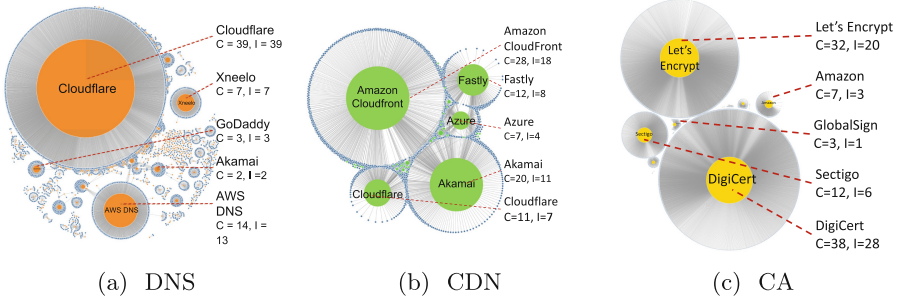 Cloudflare
C = 39, I = 39
Xneelo
C = 7, I = 7
GoDaddy
C = 3, I = 3
Akamai
C = 2, I =2
AWS
DNS
C = 14, I =
13
Cloudflare
Xneelo
AWS DNS
(a) DNS
Amazon
CloudFront
C=28, I=18
Fastly
C=12, I=8
Azure
C=7, I=4
Akamai
C=20, I=11
Cloudflare
C=11, I=7
Amazon
Cloudfront
Fastly
Azure
Akamai
Cloudflare
(b) CDN
Let's Encrypt
C=32, I=20
Amazon
C=7, I=3
GlobalSign
C=3, I=1
Sectigo
C=12, I=6
DigiCert
C=38, I=28
Let's
Encrypt
Amazon
Sectigo
DigiCert
(c) CA